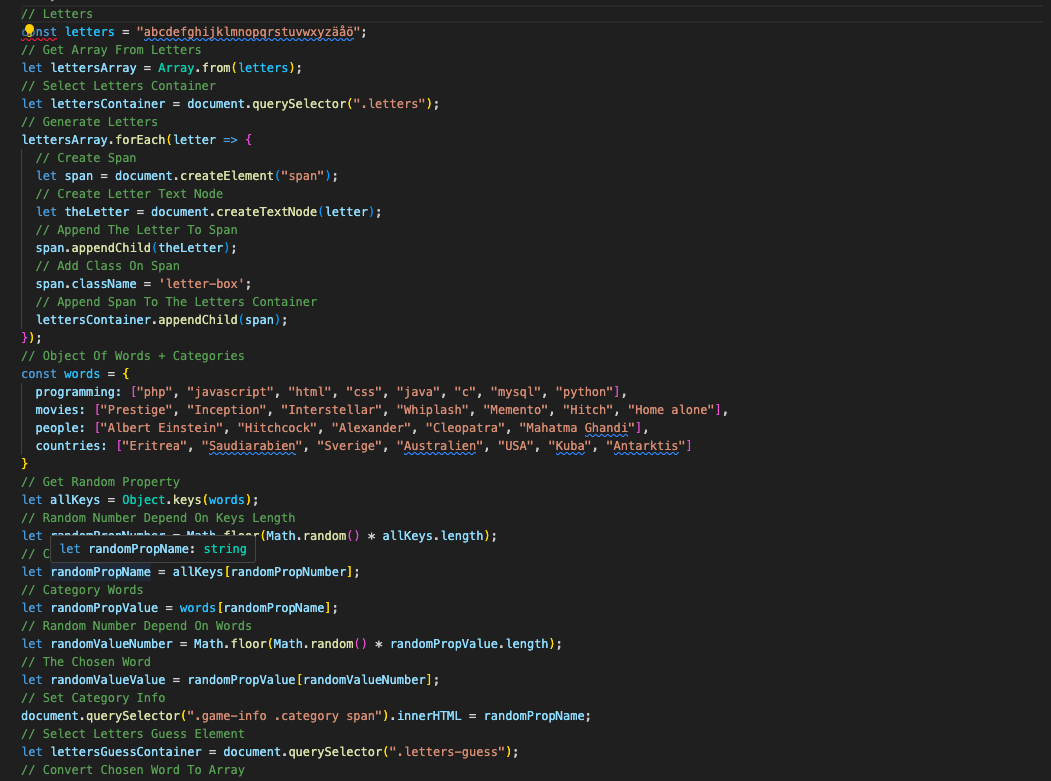 // Letters
const letters = "abcdefghijklmnopqrstuvwxyzäåö";
// Get Array From Letters
let lettersArray = Array.from(letters);
// Select Letters Container
let lettersContainer = document.querySelector(".letters");
// Generate Letters
lettersArray.forEach(letter => {
// Create Span
let span = document.createElement("span");
// Create Letter Text Node
let theLetter = document.createTextNode(letter);
// Append The Letter To Span
span.appendChild(theLetter);
// Add Class On Span
span.className = 'letter-box';
// Append Span To The Letters Container
lettersContainer.appendChild(span);
});
// Object Of Words + Categories
const words = {
programming: ["php", "javascript", "html", "css", "java", "c", "mysql", "python"],
movies: ["Prestige", "Inception", "Interstellar", "Whiplash", "Memento", "Hitch", "Home alone"],
people: ["Albert Einstein", "Hitchcock", "Alexander", "Cleopatra", "Mahatma Ghandi"],
countries: ["Eritrea", "Saudiarabien", "Sverige", "Australien", "USA", "Kuba", "Antarktis"]
}
// Get Random Property
let allKeys = Object.keys(words);
// Random Number Depend On Keys Length
let randomPropNumber = Math.floor(Math.random() * allKeys.length);
// C
let randomPropName: string
let randomPropName = allKeys[randomPropNumber];
// Category Words
let randomPropValue = words[randomPropName];
// Random Number Depend On Words
let randomValueNumber = Math.floor(Math.random() * randomPropValue.length);
// The Chosen Word
let randomValueValue = randomPropValue[randomValueNumber];
// Set Category Info
document.querySelector(".game-info .category span").innerHTML = randomPropName;
// Select Letters Guess Element
let lettersGuessContainer = document.querySelector(".letters-guess");
// Convert Chosen Word To Array